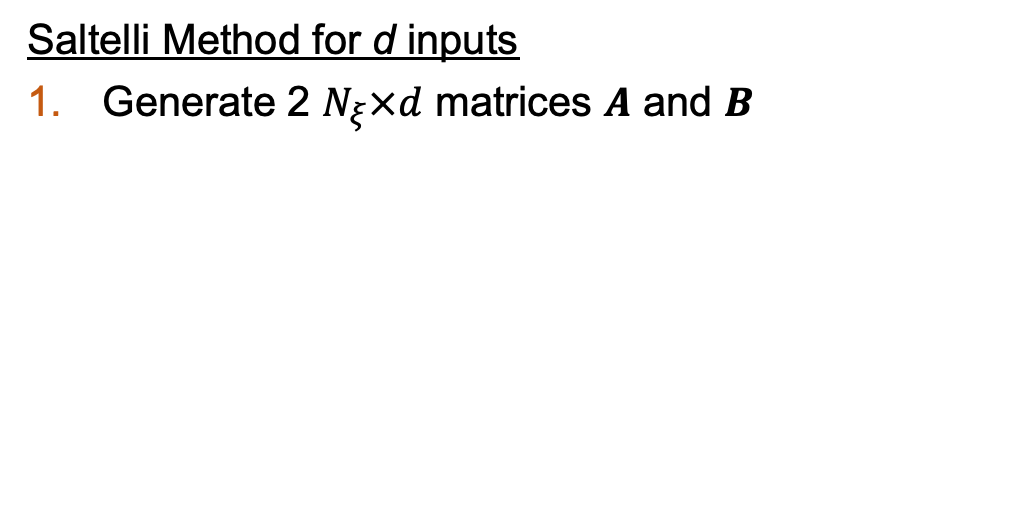 Saltelli Method for d inputs
1. Generate 2 N_ξ×d matrices A and B